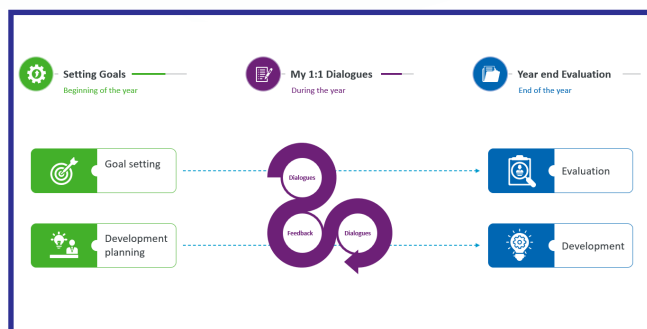 Setting Goals
Beginning of the year
My 1:1 Dialogues
During the year
Year end Evaluation
End of the year
Goal setting
Development
planning
Dialogues
Feedback
Dialogues
Evaluation
Development